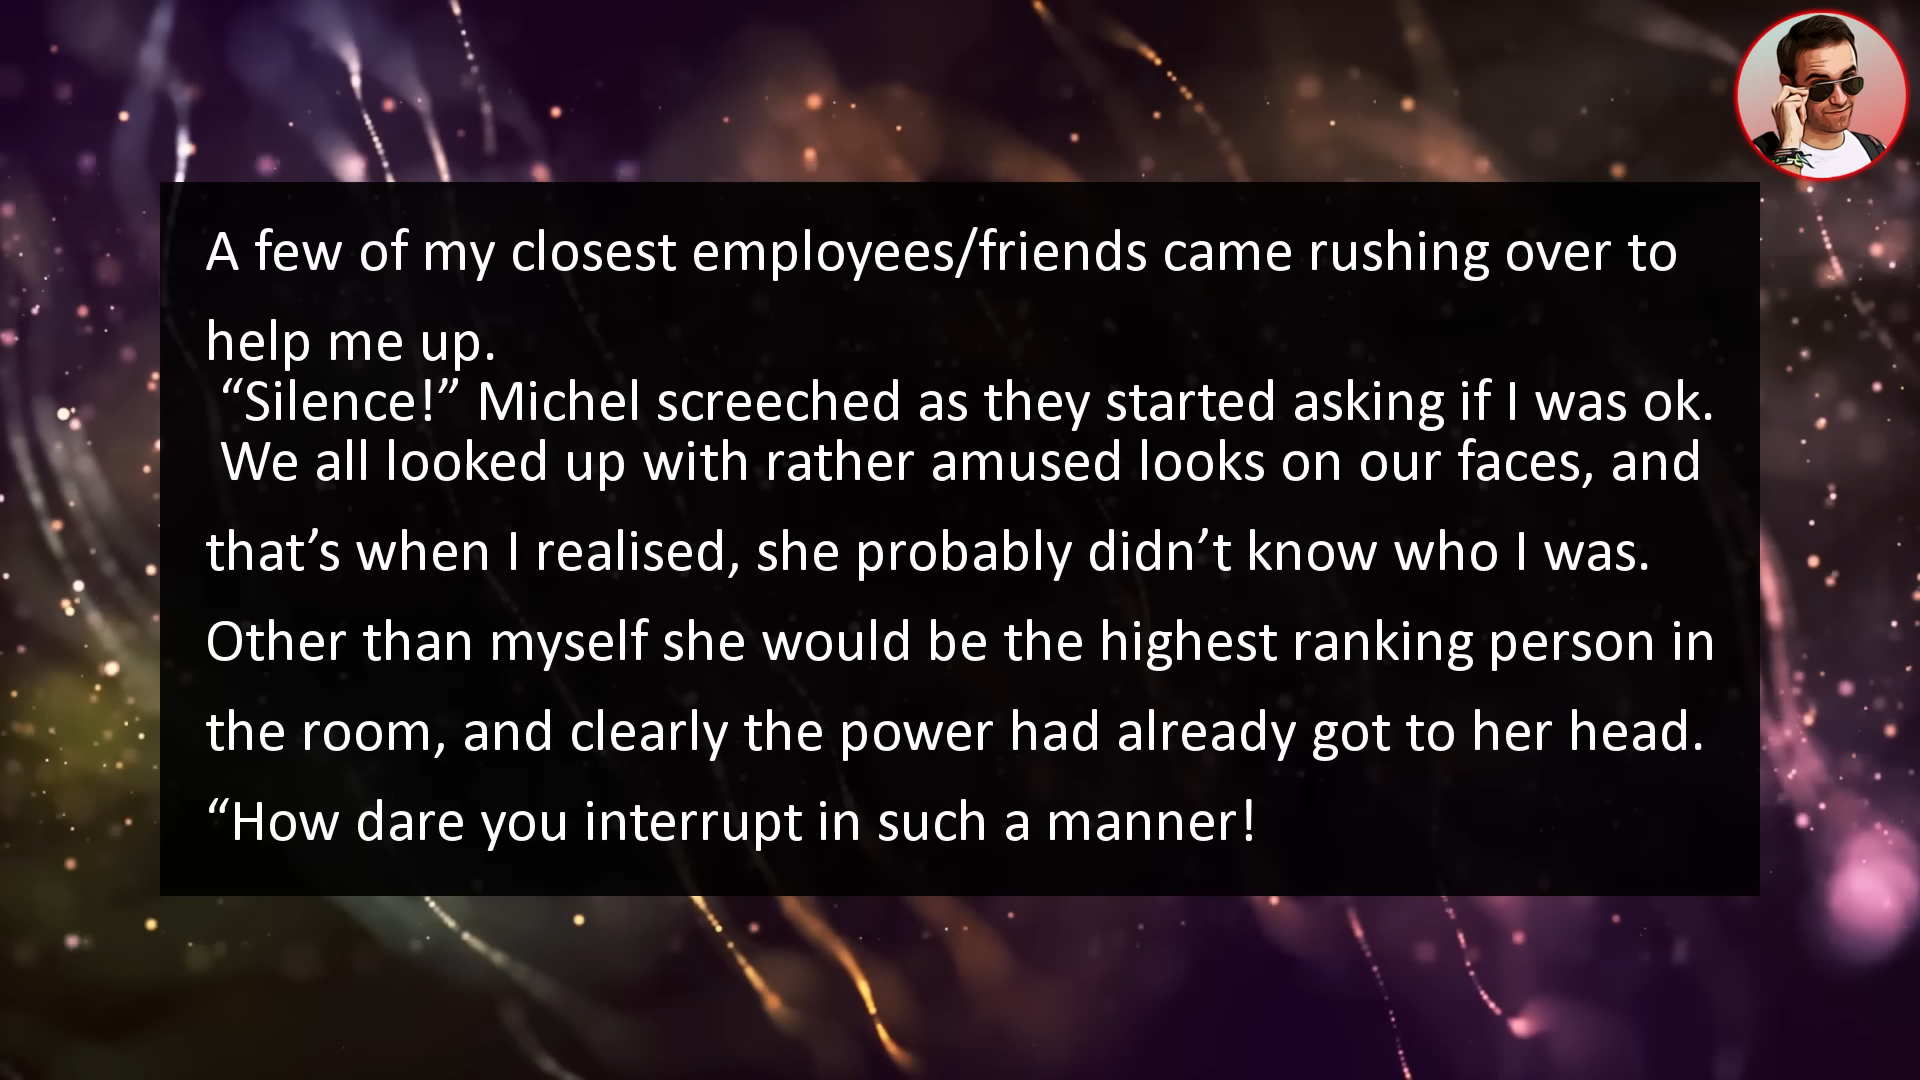 A few of my closest employees/friends came rushing over to
help me up.
“Silence!” Michel screeched as they started asking if I was ok.
We all looked up with rather amused looks on our faces, and
that’s when I realised, she probably didn’t know who I was.
Other than myself she would be the highest ranking person in
the room, and clearly the power had already got to her head.
“How dare you interrupt in such a manner!